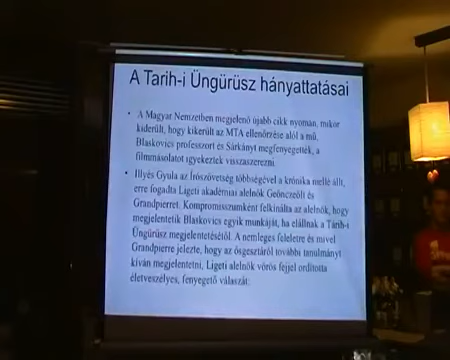 A Tarih-i Üngürüsz hányattatásai
• A Magyar Nemzetben megjelenő újabb cikk nyomán, mikor
kiderült, hogy kikerült az MTA ellenőrzése alól a mű,
Blaskovics professzort és Sárkányt megfenyegették, a
filmmásolatot igyekeztek visszaszerezni.
• Illyés Gyula az Írószövetség többségével a krónika mellé állt,
erre fogadta Ligeti akadémiai alelnök Geönczeölt és
Grandpierret. Kompromisszumként felkínálta az alelnök, hogy
megjelentetik Blaskovics egyik munkáját, ha elállnak a Tarih-i
Üngürüsz megjelentetésétől. A nemleges feleletre és mivel
Grandpierre jelezte, hogy az ősgesztáról további tanulmányt
kíván megjelentetni, Ligeti alelnök vörös fejjel ordította
életveszélyes, fenyegető válaszát: